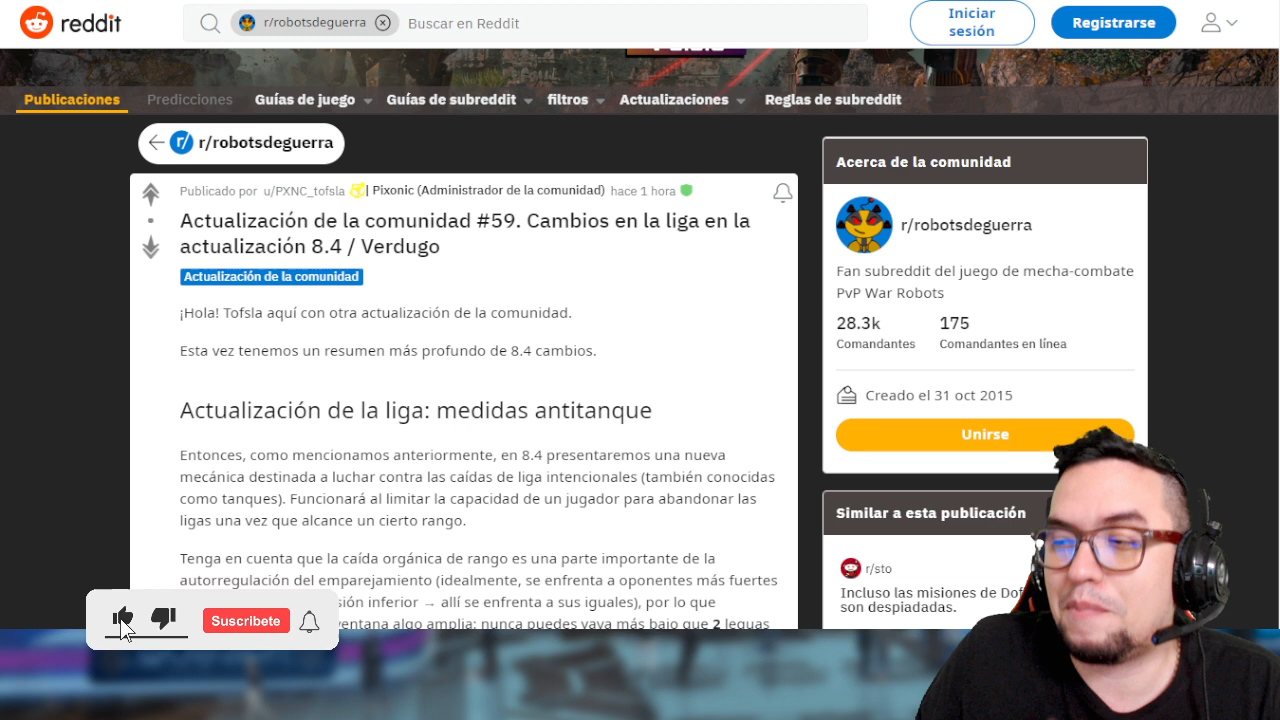 reddit
r/robotsdeguerra
Buscar en Reddit
Iniciar sesión
Registrarse
Publicaciones
Predicciones
Guías de juego
Guías de subreddit
filtros
Actualizaciones
Reglas de subreddit
r/ r/robotsdeguerra
Publicado por u/PXNC_tofsla | Pixonic (Administrador de la comunidad) hace 1 hora
Actualización de la comunidad #59. Cambios en la liga en la
actualización 8.4 / Verdugo
Actualización de la comunidad
¡Hola! Tofsla aquí con otra actualización de la comunidad.
Esta vez tenemos un resumen más profundo de 8.4 cambios.
Actualización de la liga: medidas antitanque
Entonces, como mencionamos anteriormente, en 8.4 presentaremos una nueva
mecánica destinada a luchar contra las caídas de liga intencionales (también conocidas
como tanques). Funcionará al limitar la capacidad de un jugador para abandonar las
ligas una vez que alcance un cierto rango.
Tenga en cuenta que la caída orgánica de rango es una parte importante de la
autorregulación del emparejamiento (idealmente, se enfrenta a oponentes más fuertes
sión inferior → allí se enfrenta a sus iguales), por lo que
ventana algo amplia: nunca puedes vaya más bajo que 2 leguas
Suscribete
Acerca de la comunidad
r/robotsdeguerra
Fan subreddit del juego de mecha-combate
PvP War Robots
28.3k 175
Comandantes Comandantes en línea
Creado el 31 oct 2015
Unirse
Similar a esta publicación
r/sto
Incluso las misiones de Dof
son despiadadas.